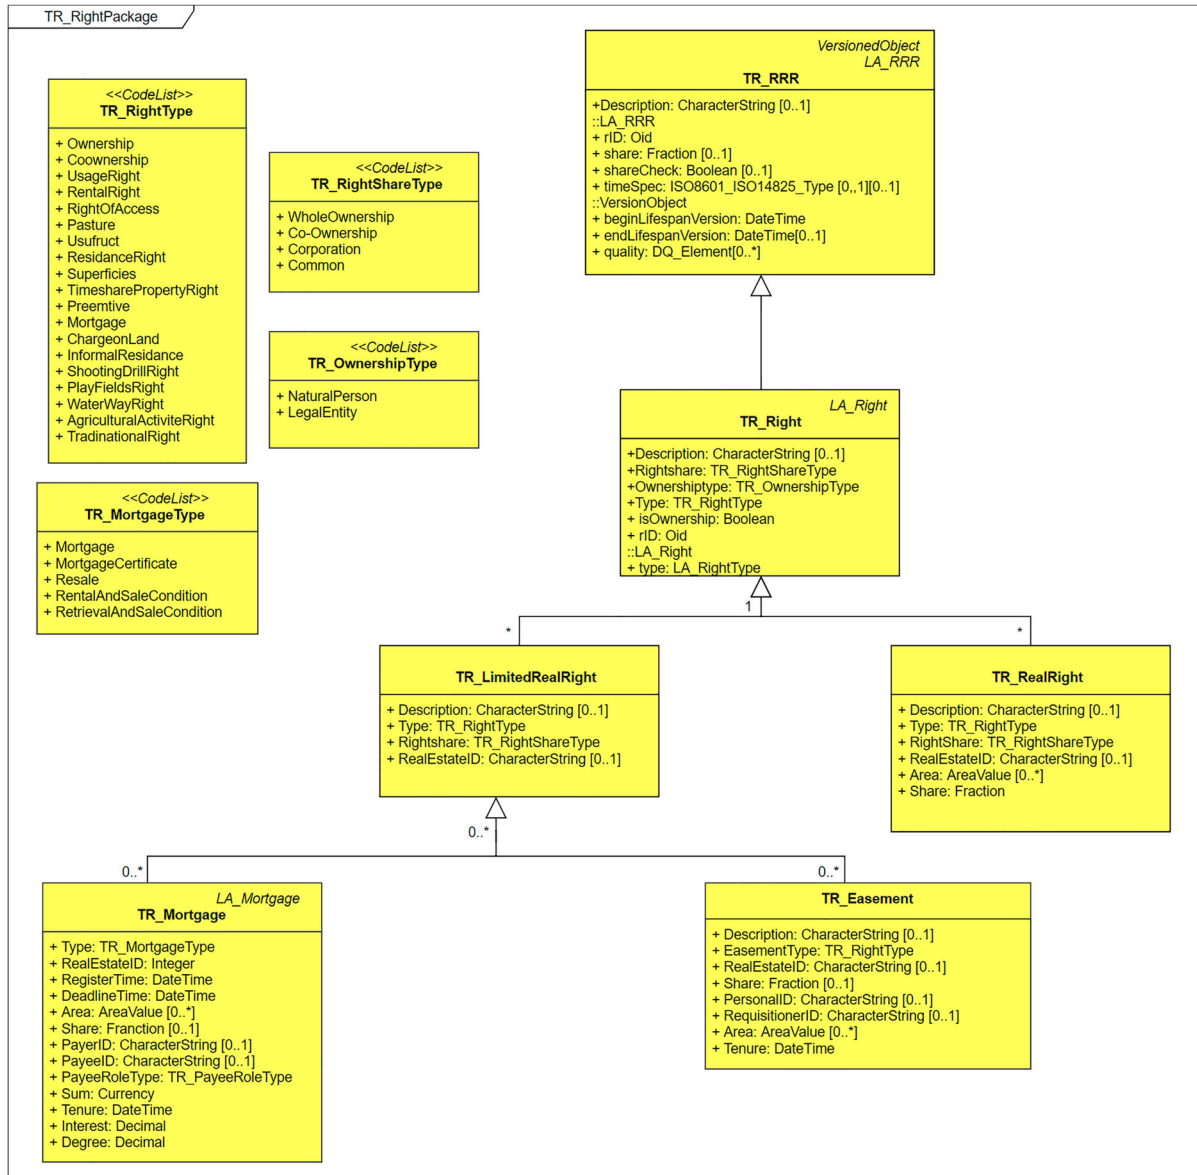 TR_RightPackage
VersionedObject
LA_RRR
TR_RRR
+Description: CharacterString [0..1]
::LA_RRR
+ rID: Oid
+ share: Fraction [0..1]
+ shareCheck: Boolean [0..1]
+ timeSpec: ISO8601_ISO14825_Type [0,,1][0..1]
::VersionObject
+ beginLifespanVersion: DateTime
+ endLifespanVersion: DateTime[0..1]
+ quality: DQ_Element[0..*]
<<CodeList>>
TR_RightType
+ Ownership
+ Coownership
+ UsageRight
+ RentalRight
+ RightOfAccess
+ Pasture
+ Usufruct
+ ResidanceRight
+ Superficies
+ TimesharePropertyRight
+ Preemtive
+ Mortgage
+ ChargeonLand
+ InformalResidance
+ ShootingDrillRight
+ PlayFieldsRight
+ WaterWayRight
+ AgriculturalActiviteRight
+ TradinationalRight
<<CodeList>>
TR_RightShareType
+ WholeOwnership
+ Co-Ownership
+ Corporation
+ Common
<<CodeList>>
TR_OwnershipType
+ NaturalPerson
+ LegalEntity
LA_Right
TR_Right
+Description: CharacterString [0..1]
+Rightshare: TR_RightShareType
+Ownershiptype: TR_OwnershipType
+Type: TR_RightType
+ isOwnership: Boolean
+ rID: Oid
::LA_Right
+ type: LA_RightType
<<CodeList>>
TR_MortgageType
+ Mortgage
+ MortgageCertificate
+ Resale
+ RentalAndSaleCondition
+ RetrievalAndSaleCondition
1
*
*
TR_LimitedRealRight
+ Description: CharacterString [0..1]
+ Type: TR_RightType
+ Rightshare: TR_RightShareType
+ RealEstateID: CharacterString [0..1]
TR_RealRight
+ Description: CharacterString [0..1]
+ Type: TR_RightType
+ RightShare: TR_RightShareType
+ RealEstateID: CharacterString [0..1]
+ Area: AreaValue [0..*]
+ Share: Fraction
0..*
0..*
0..*
LA_Mortgage
TR_Mortgage
+ Type: TR_MortgageType
+ RealEstateID: Integer
+ RegisterTime: DateTime
+ DeadlineTime: DateTime
+ Area: AreaValue [0..*]
+ Share: Franction [0..1]
+ PayerID: CharacterString [0..1]
+ PayeeID: CharacterString [0..1]
+ PayeeRoleType: TR_PayeeRoleType
+ Sum: Currency
+ Tenure: DateTime
+ Interest: Decimal
+ Degree: Decimal
TR_Easement
+ Description: CharacterString [0..1]
+ EasementType: TR_RightType
+ RealEstateID: CharacterString [0..1]
+ Share: Fraction [0..1]
+ PersonalID: CharacterString [0..1]
+ RequisitionerID: CharacterString [0..1]
+ Area: AreaValue [0..*]
+ Tenure: DateTime